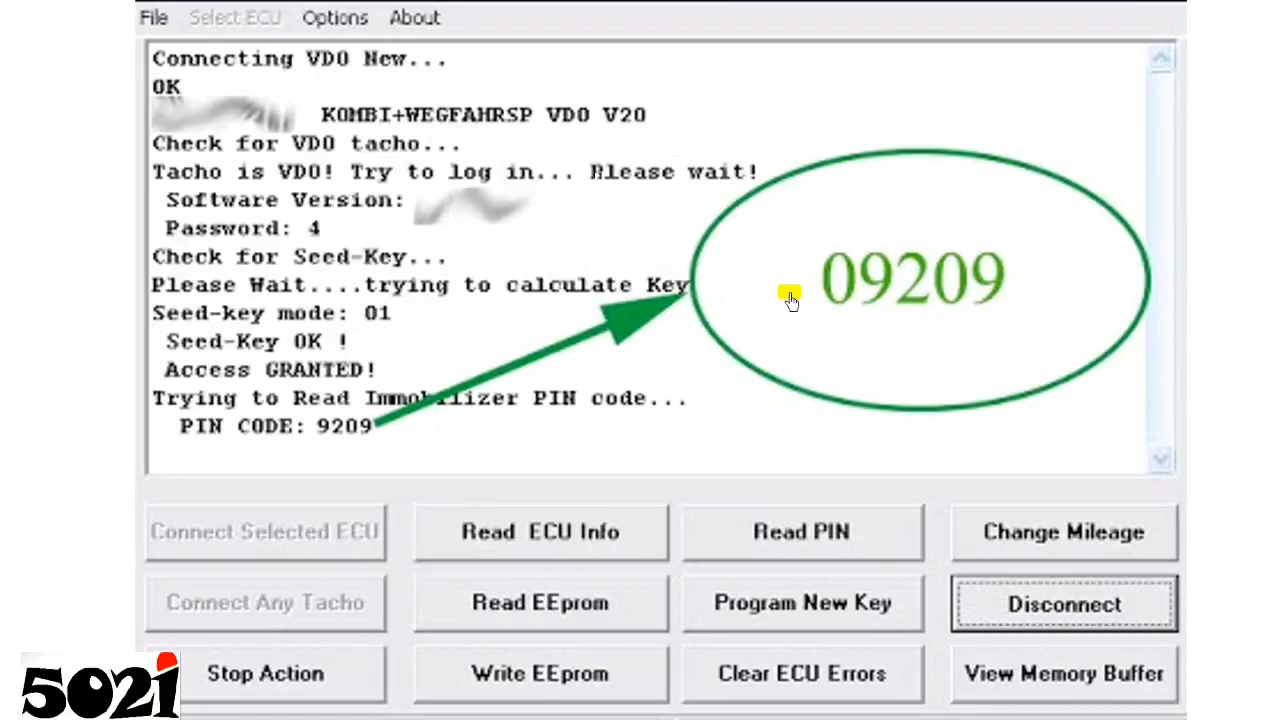 File Select ECU Options About
Connecting VDO New...
OK
KOMBI+WEGFAHRSP VDO V20
Check for VDO tacho...
Tacho is VDO! Try to log in... Please wait!
Software Version:
Password: 4
Check for Seed-Key...
Please Wait....trying to calculate Key
Seed-key mode: 01
Seed-Key OK !
Access GRANTED!
Trying to Read Immobilizer PIN code...
PIN CODE: 9209
09209
Connect Selected ECU Read ECU Info Read PIN Change Mileage
Connect Any Tacho Read EEprom Program New Key Disconnect
Stop Action Write EEprom Clear ECU Errors View Memory Buffer
502i